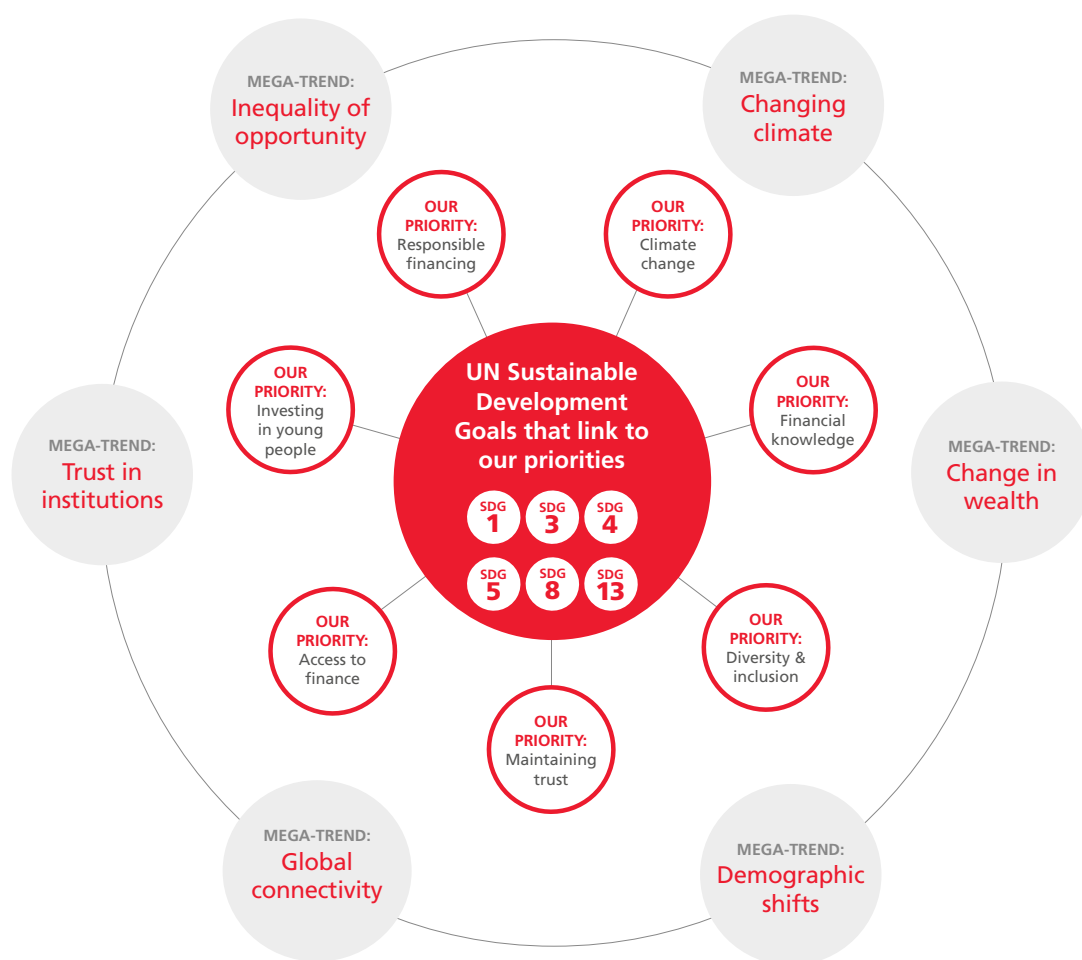 MEGA-TREND:
Inequality of
opportunity
MEGA-TREND:
Changing
climate
OUR
PRIORITY:
Responsible
financing
OUR
PRIORITY:
Climate
change
OUR
PRIORITY:
Investing
in young
people
UN Sustainable
Development
Goals that link to
our priorities
SDG
1
SDG
3
SDG
4
SDG
5
SDG
8
SDG
13
OUR
PRIORITY:
Financial
knowledge
MEGA-TREND:
Trust in
institutions
MEGA-TREND:
Change in
wealth
OUR
PRIORITY:
Access to
finance
OUR
PRIORITY:
Diversity &
inclusion
OUR
PRIORITY:
Maintaining
trust
MEGA-TREND:
Global
connectivity
MEGA-TREND:
Demographic
shifts